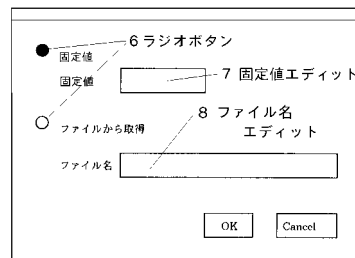 6ラジオボタン
固定値
固定値
7 固定値エディット
ファイルから取得
8 ファイル名
エディット
ファイル名
OK
Cancel